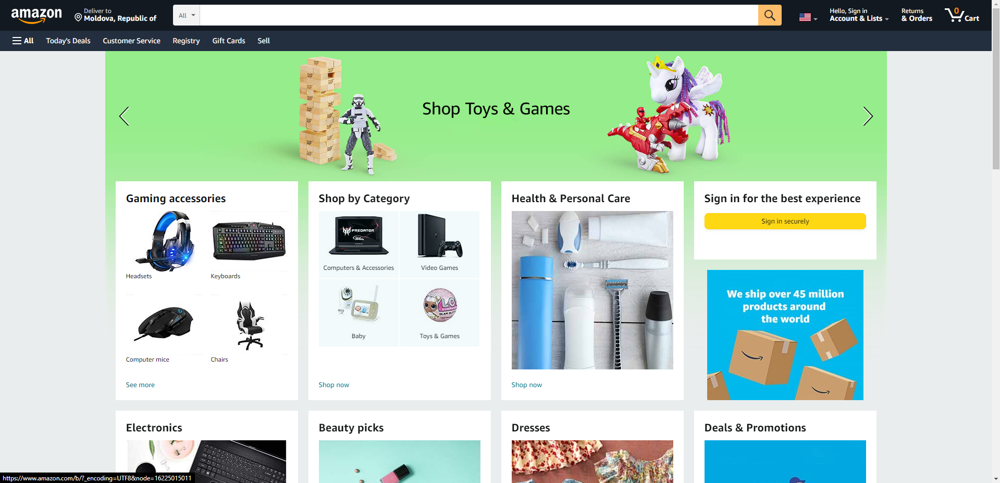 amazon
Deliver to
Moldova, Republic of
All
Hello, Sign in
Account & Lists
Returns
& Orders
0
Cart
All
Today's Deals
Customer Service
Registry
Gift Cards
Sell
Shop Toys & Games
Gaming accessories
Headsets
Keyboards
Computer mice
Chairs
See more
Shop by Category
PREDATOR
144Hz
Computers & Accessories
Video Games
Baby
Toys & Games
Shop now
Health & Personal Care
Shop now
Sign in for the best experience
Sign in securely
We ship over 45 million
products around
the world
Electronics
Beauty picks
Dresses
Deals & Promotions
https://www.amazon.com/b/?_encoding=UTF8&node=16225015011